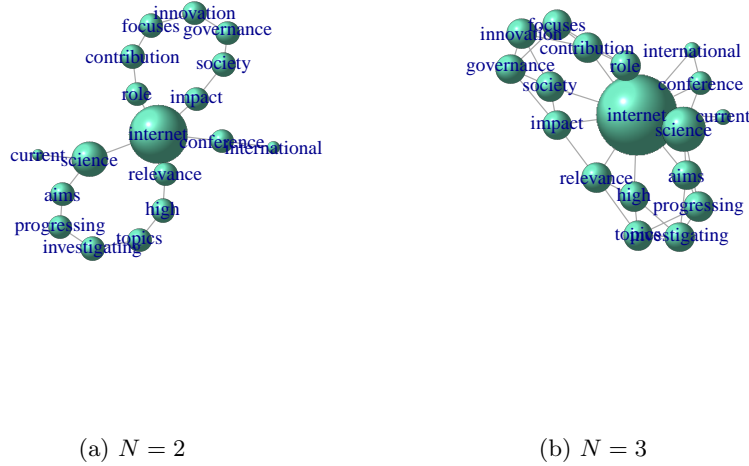 innovation
focuses
governance
contribution
society
role
impact
internet
conference
international
current
science
relevance
aims
high
progressing
investigating
topics
focuses
innovation
contribution
international
governance
role
society
conference
impact
internet
current
science
relevance
aims
high
progressing
topics
investigating
(a) N = 2
(b) N = 3